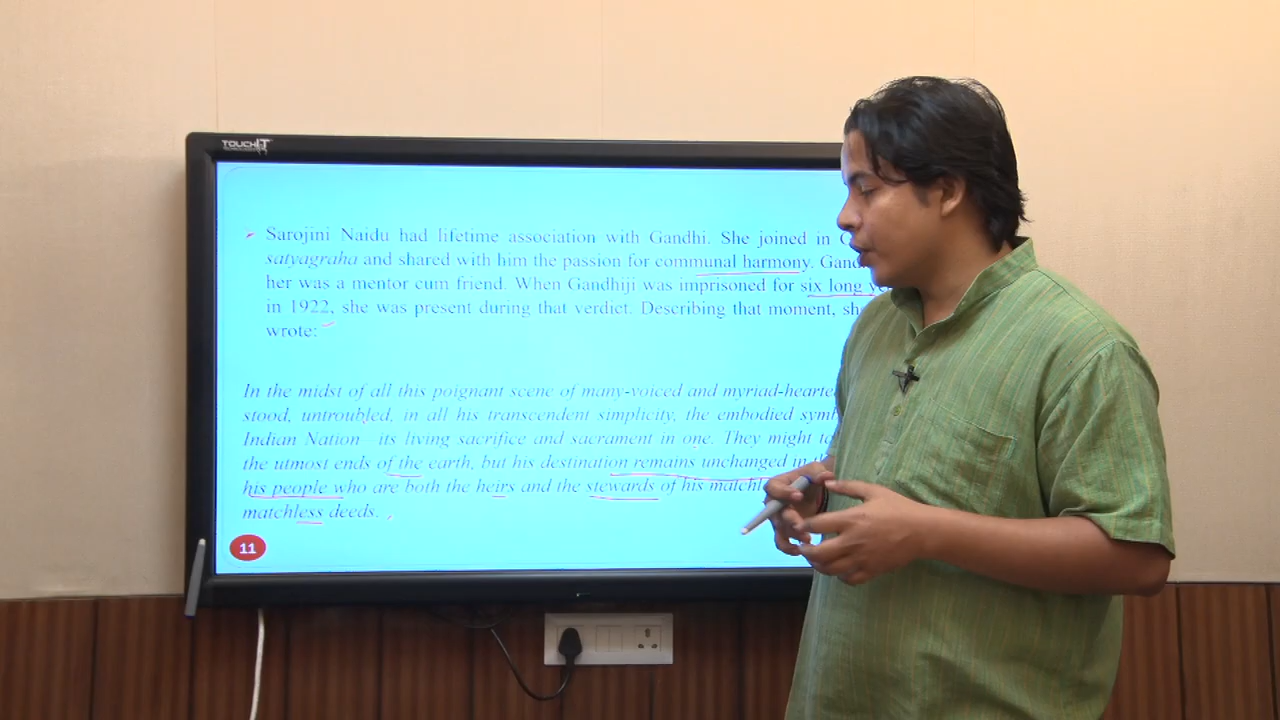 TOUCHIT
Sarojini Naidu had lifetime association with Gandhi. She joined in
satyagraha and shared with him the passion for communal harmony.
her was a mentor cum friend. When Gandhiji was imprisoned for six long
in 1922, she was present during that verdict. Describing that moment,
wrote:
In the midst of all this poignant scene of many-voiced and
stood, untroubled, in all his transcendent simplicity, the embodied
Indian Nation—its living sacrifice and sacrament in one. They might
the utmost ends of the earth, but his destination remains unchanged in
his people who are both the heirs and the stewards of his
matchless deeds.
11